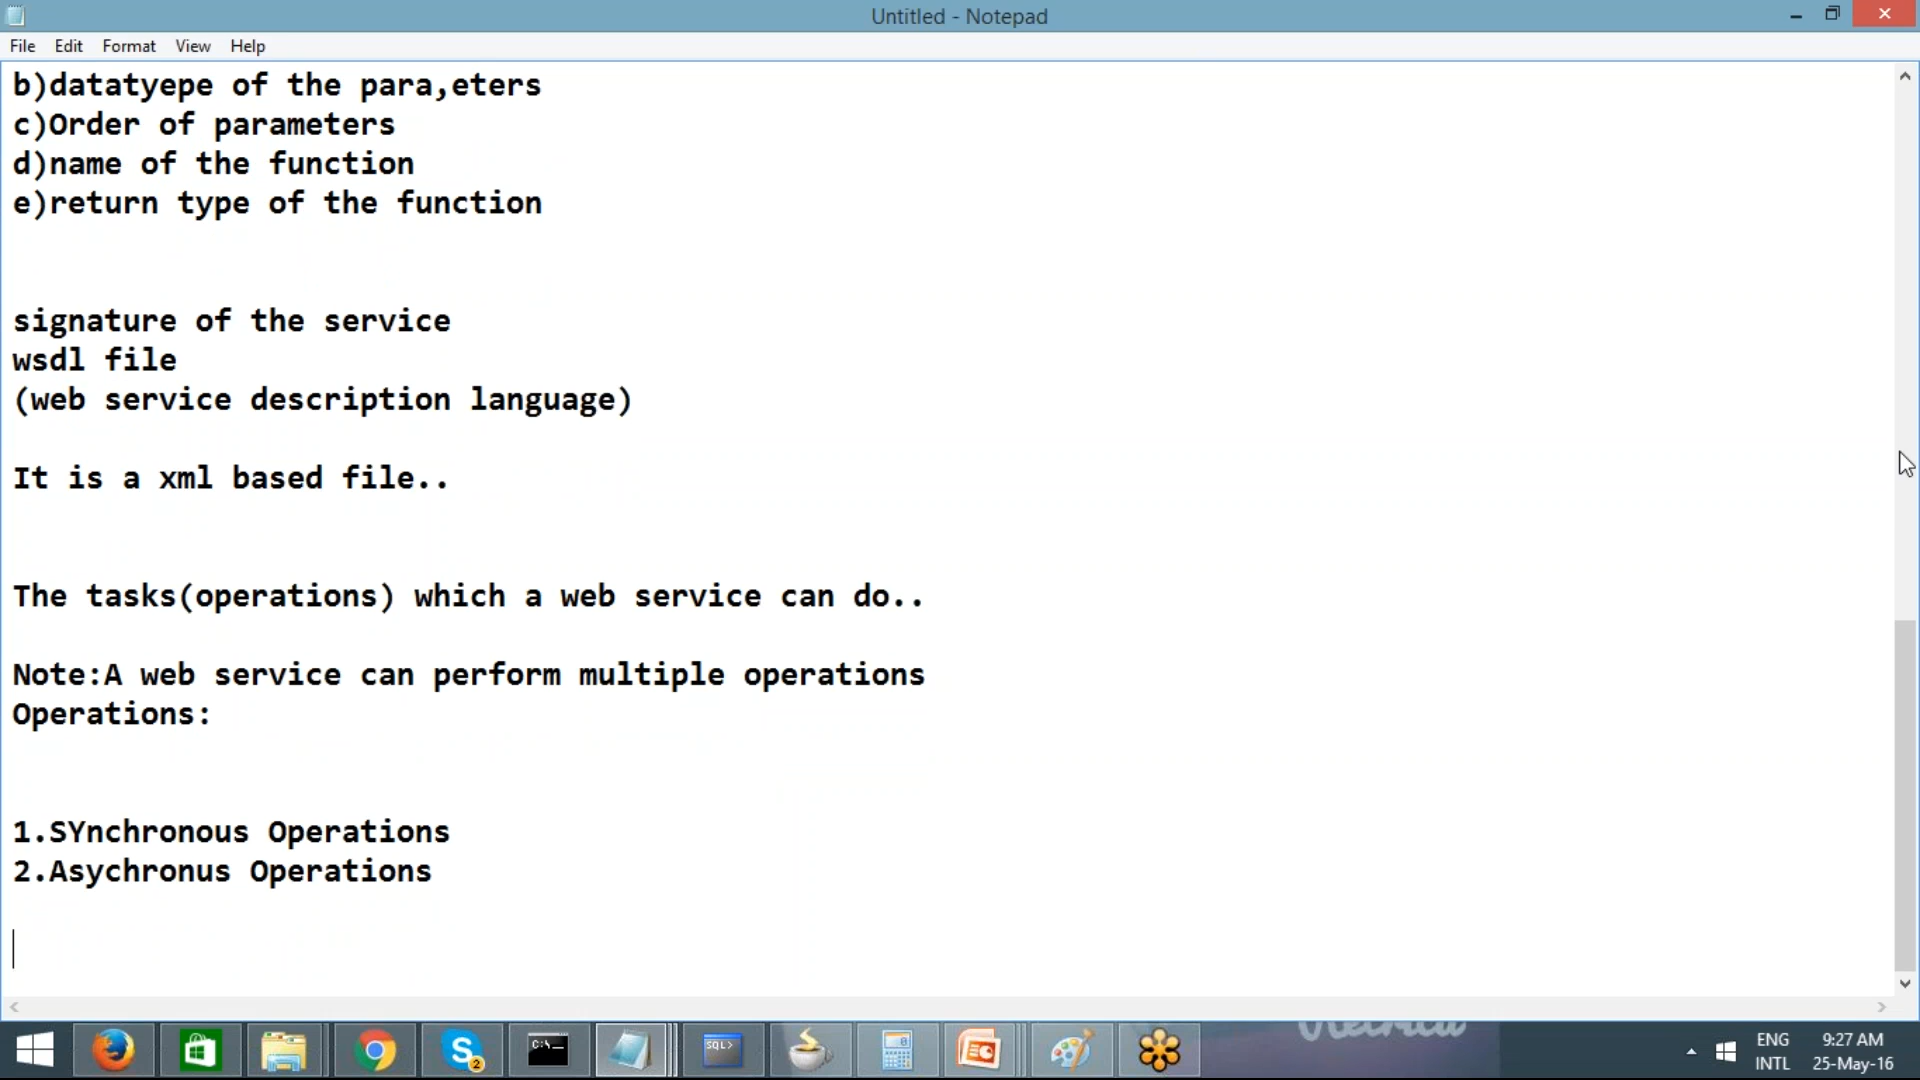 Untitled - Notepad
File Edit Format View Help
b)datatyepe of the para,eters
c)Order of parameters
d)name of the function
e)return type of the function
signature of the service
wsdl file
(web service description language)
It is a xml based file..
The tasks(operations) which a web service can do..
Note:A web service can perform multiple operations
Operations:
1.SYnchronous Operations
2.Asychronus Operations
S 2
C:\_
SQL>
ENG 9:27 AM
INTL 25-May-16